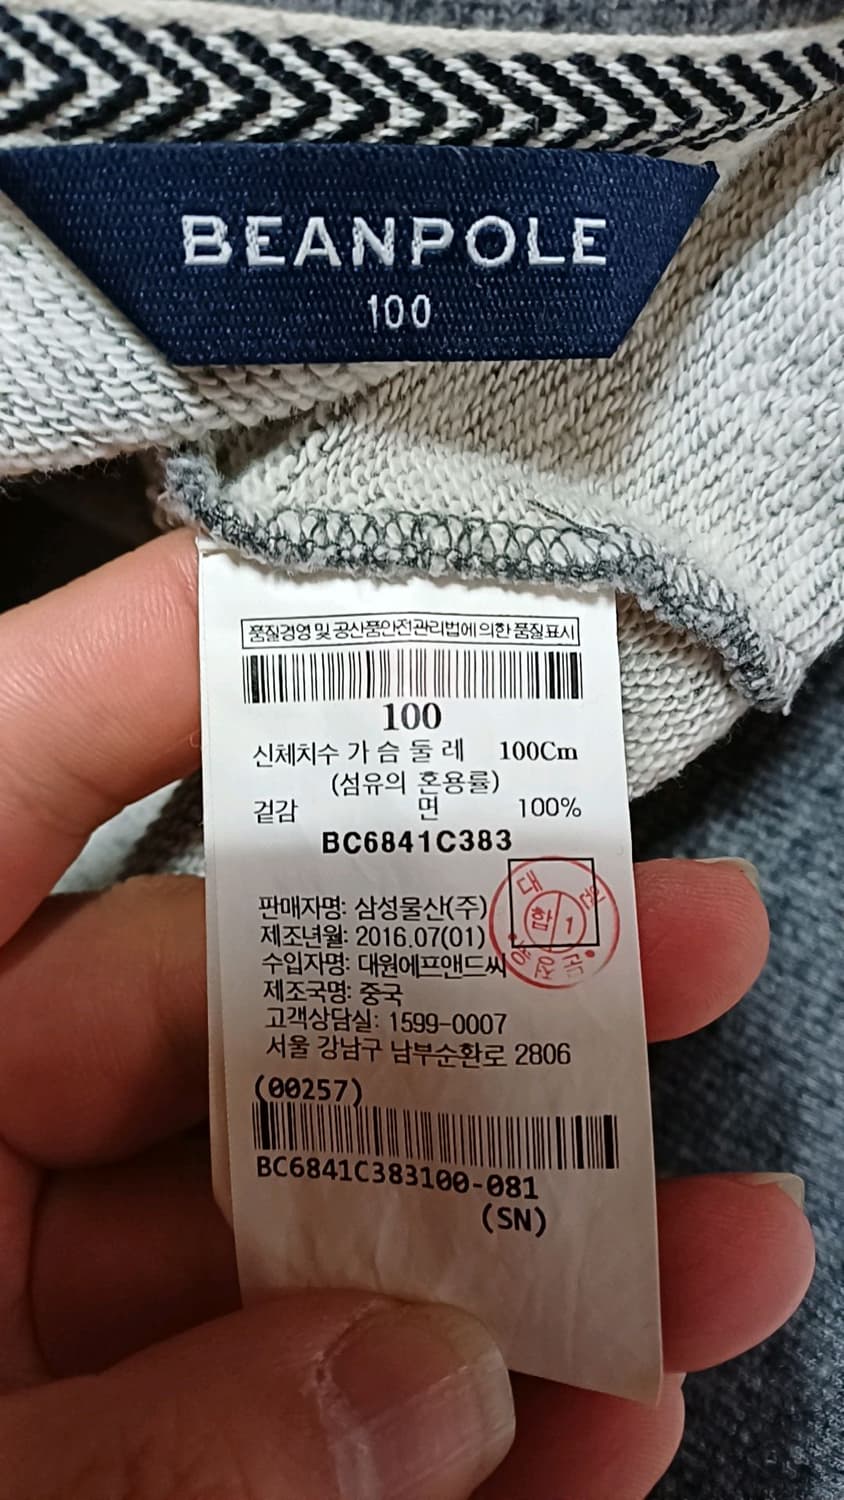 BEANPOLE
100
품질경영 및 공산품안전관리법에 의한 품질표시
100
신체치수 가 슴 둘 레 100Cm
(섬유의 혼용률)
겉감 면 100%
BC6841C383
판매자명: 삼성물산(주)
제조년월: 2016.07(01)
수입자명: 대원에프앤드씨
제조국명: 중국
고객상담실: 1599-0007
서울 강남구 남부순환로 2806
(00257)
BC6841C383100-081
(SN)
대
합 1